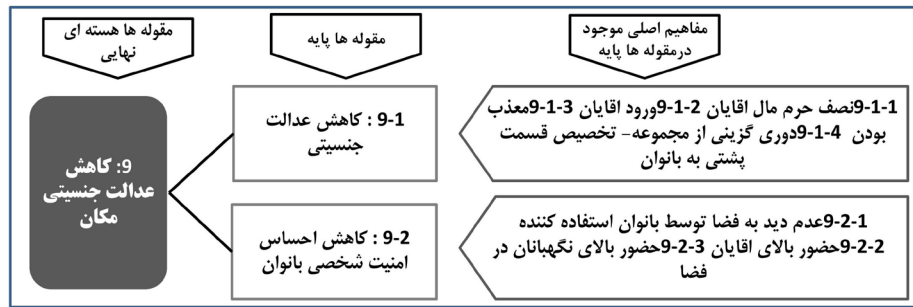 مفاهیم اصلی موجود
درمقوله ها پایه
مقوله ها پایه
مقوله ها هسته ای
نهایی
9-1-1نصف حرم مال اقایان 9-1-2ورود اقایان 9-1-3معذب
بودن 9-1-4دوری گزینی از مجموعه- تخصیص قسمت
پشتی به بانوان
9-1 : کاهش عدالت
جنسیتی
9: کاهش
عدالت جنسیتی
مکان
9-2-1عدم دید به فضا توسط بانوان استفاده کننده
9-2-2حضور بالای اقایان 9-2-3حضور بالای نگهبانان در
فضا
9-2 : کاهش احساس
امنیت شخصی بانوان